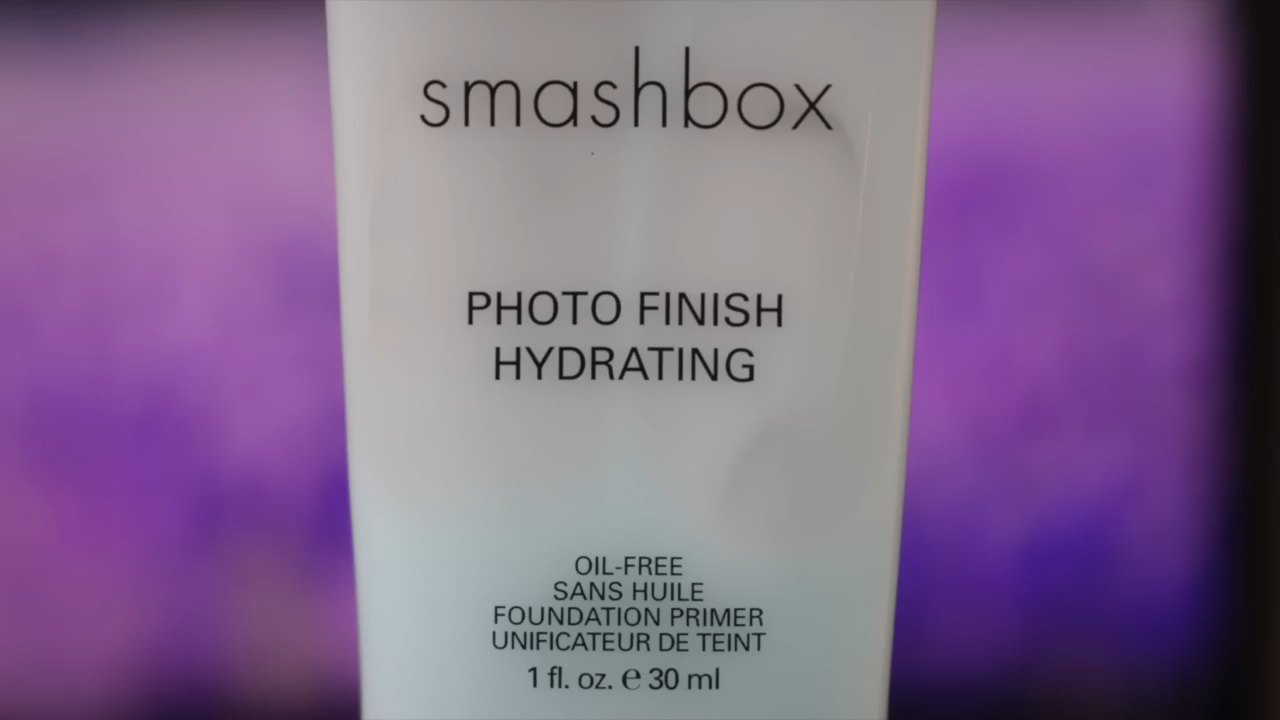 smashbox
PHOTO FINISH
HYDRATING
OIL-FREE
SANS HUILE
FOUNDATION PRIMER
UNIFICATEUR DE TEINT
1 fl. oz. ℮ 30 ml